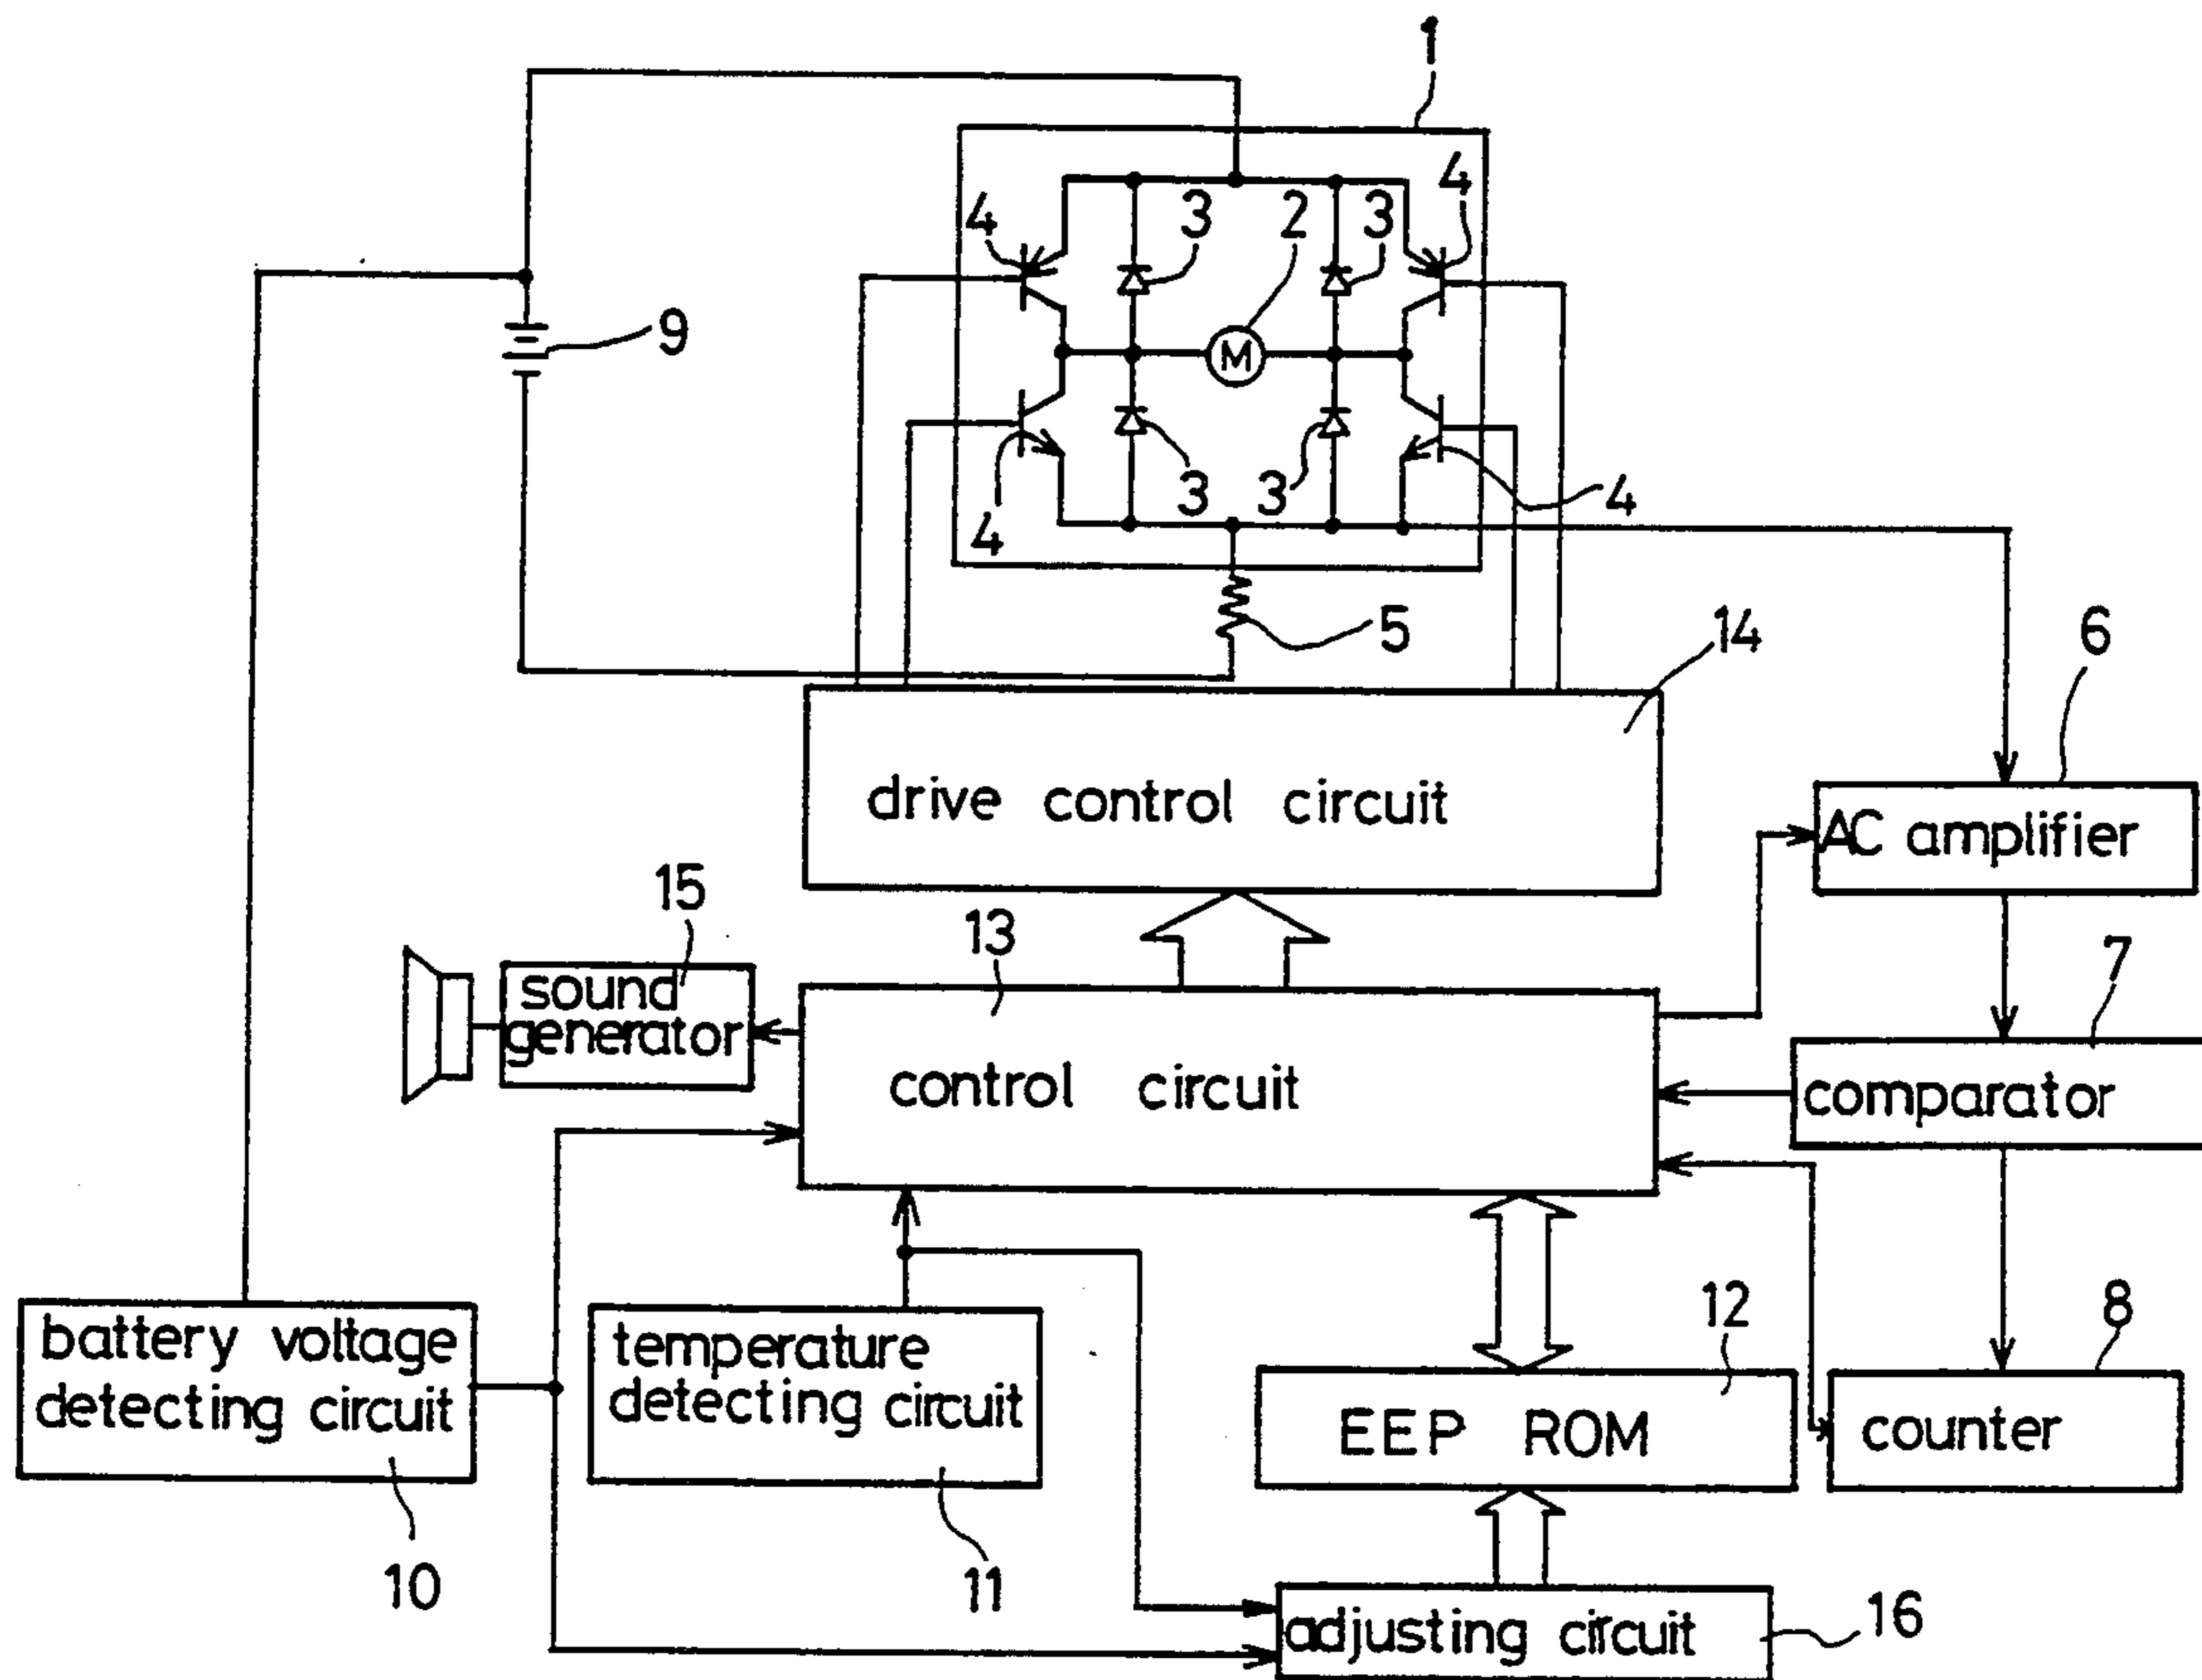 1
4
3
2
3
4
9
M
4
3
3
4
5
14
6
drive control circuit
AC amplifier
15
13
7
sound
generator
control circuit
comparator
12
8
battery voltage
detecting circuit
temperature
detecting circuit
EEP ROM
counter
10
11
adjusting circuit
16